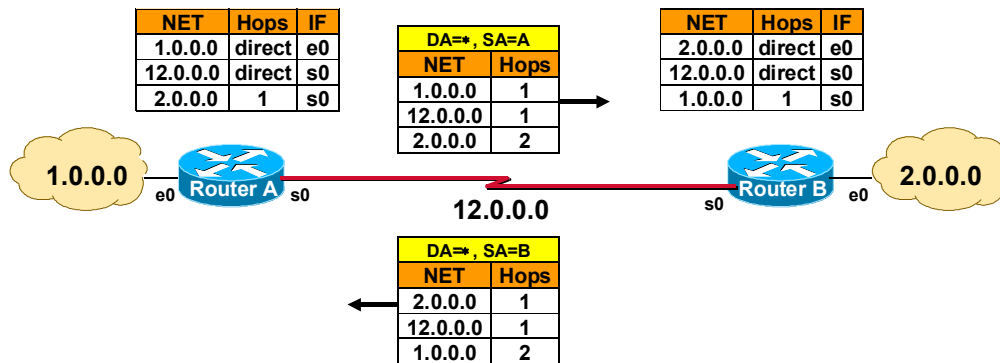 NET Hops IF
1.0.0.0 direct e0
12.0.0.0 direct s0
2.0.0.0 1 s0
DA=*, SA=A
NET Hops
1.0.0.0 1
12.0.0.0 1
2.0.0.0 2
NET Hops IF
2.0.0.0 direct e0
12.0.0.0 direct s0
1.0.0.0 1 s0
1.0.0.0
e0
Router A
s0
12.0.0.0
s0
Router B
e0
2.0.0.0
DA=*, SA=B
NET Hops
2.0.0.0 1
12.0.0.0 1
1.0.0.0 2